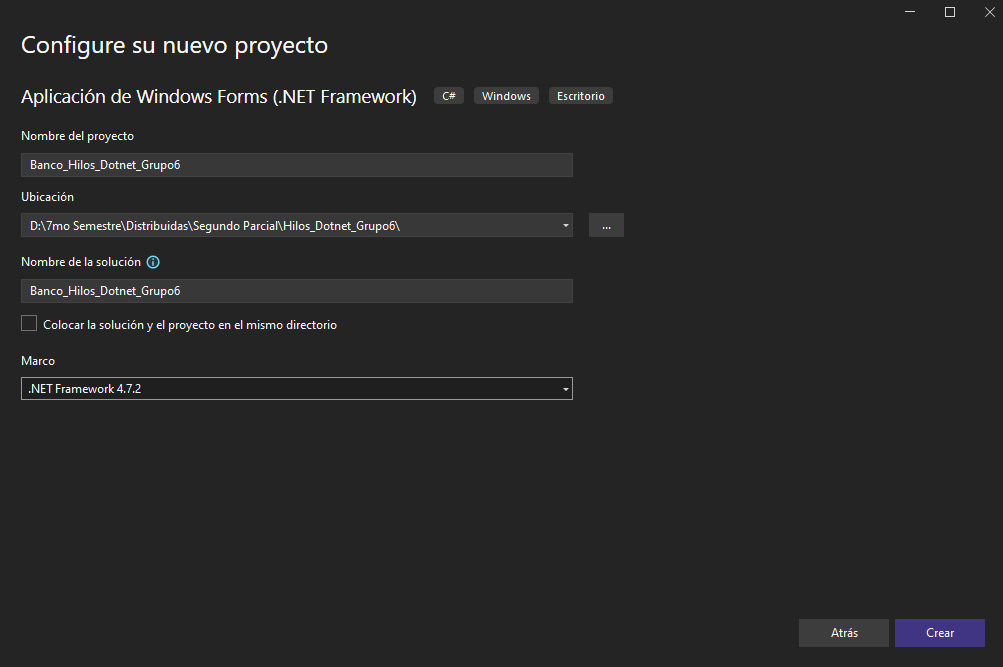 Configure su nuevo proyecto
Aplicación de Windows Forms (.NET Framework) C# Windows Escritorio
Nombre del proyecto
Banco_Hilos_Dotnet_Grupo6
Ubicación
D:\7mo Semestre\Distribuidas\Segundo Parcial\Hilos_Dotnet_Grupo6\ ...
Nombre de la solución
Banco_Hilos_Dotnet_Grupo6
Colocar la solución y el proyecto en el mismo directorio
Marco
.NET Framework 4.7.2
Atrás Crear